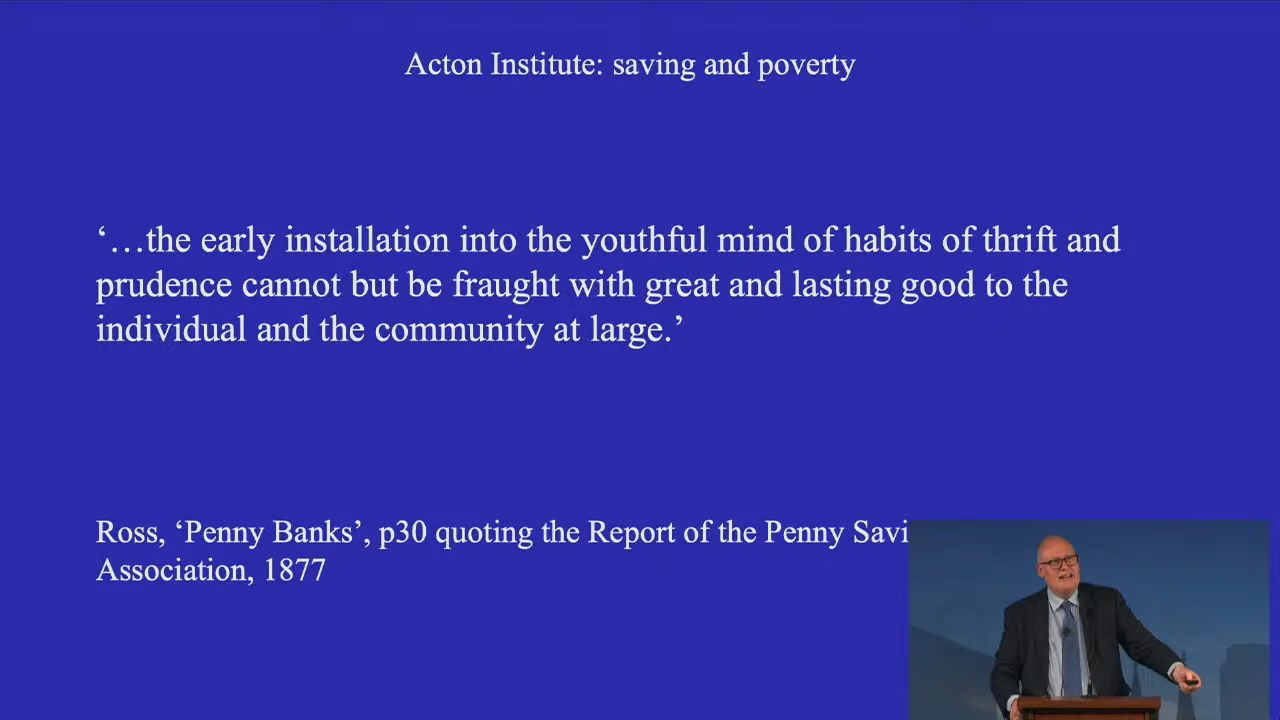 Acton Institute: saving and poverty
‘…the early installation into the youthful mind of habits of thrift and
prudence cannot but be fraught with great and lasting good to the
individual and the community at large.’
Ross, ‘Penny Banks’, p30 quoting the Report of the Penny
Association, 1877